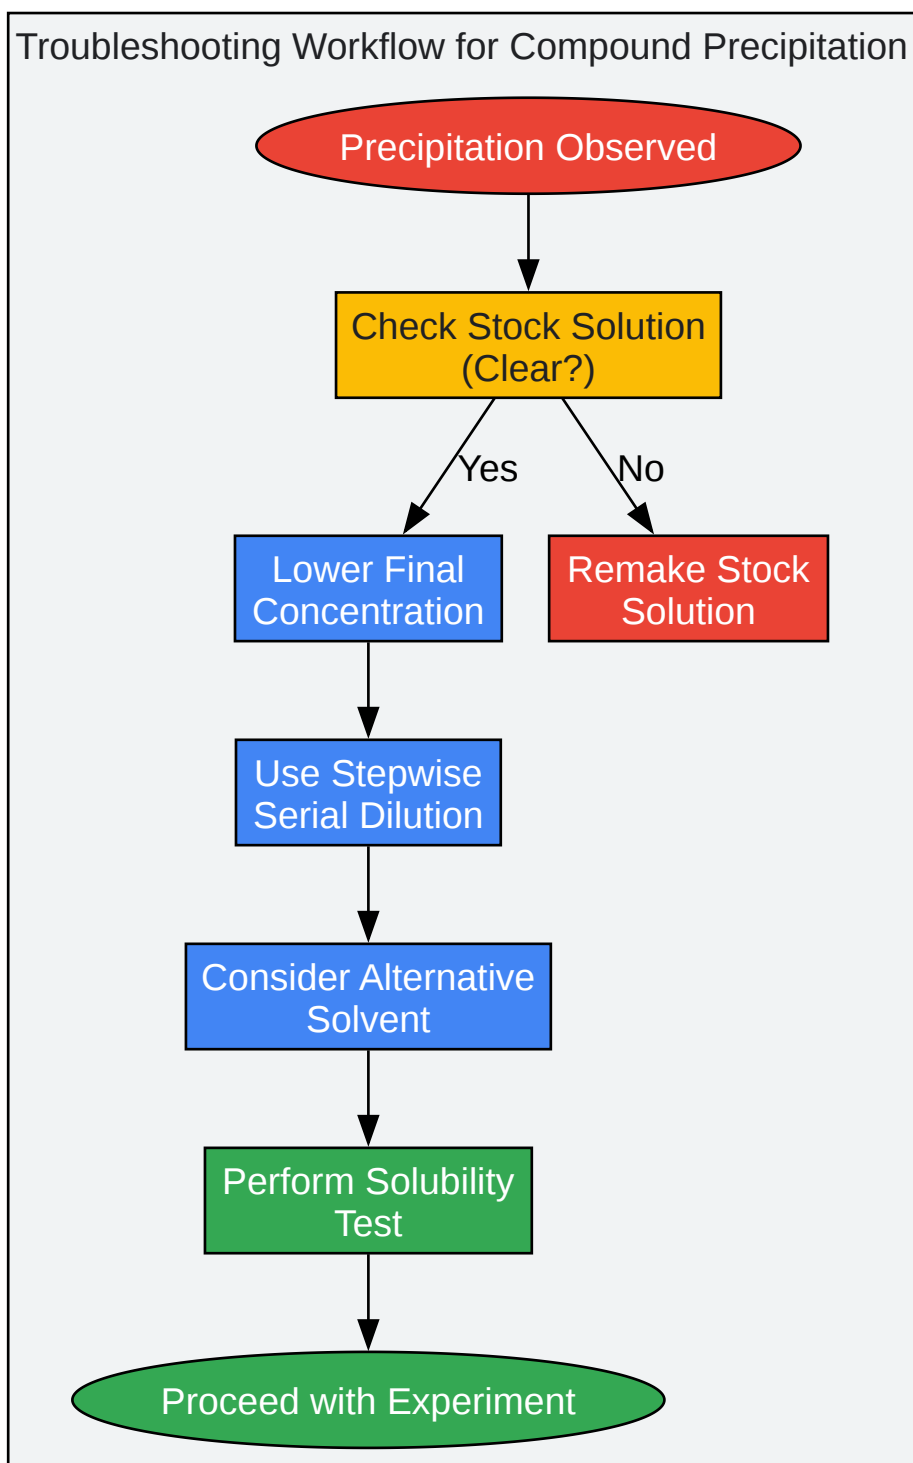 Troubleshooting Workflow for Compound Precipitation
Precipitation Observed
Check Stock Solution
(Clear?)
Yes
No
Lower Final
Concentration
Remake Stock
Solution
Use Stepwise
Serial Dilution
Consider Alternative
Solvent
Perform Solubility
Test
Proceed with Experiment